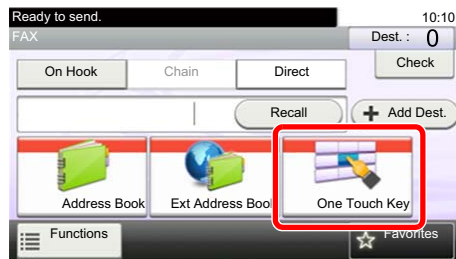 Ready to send.
10:10
FAX
Dest. : 0
On Hook
Chain
Direct
Check
Recall
Add Dest.
Address Book
Ext Address Boo
One Touch Key
Functions
Favorites